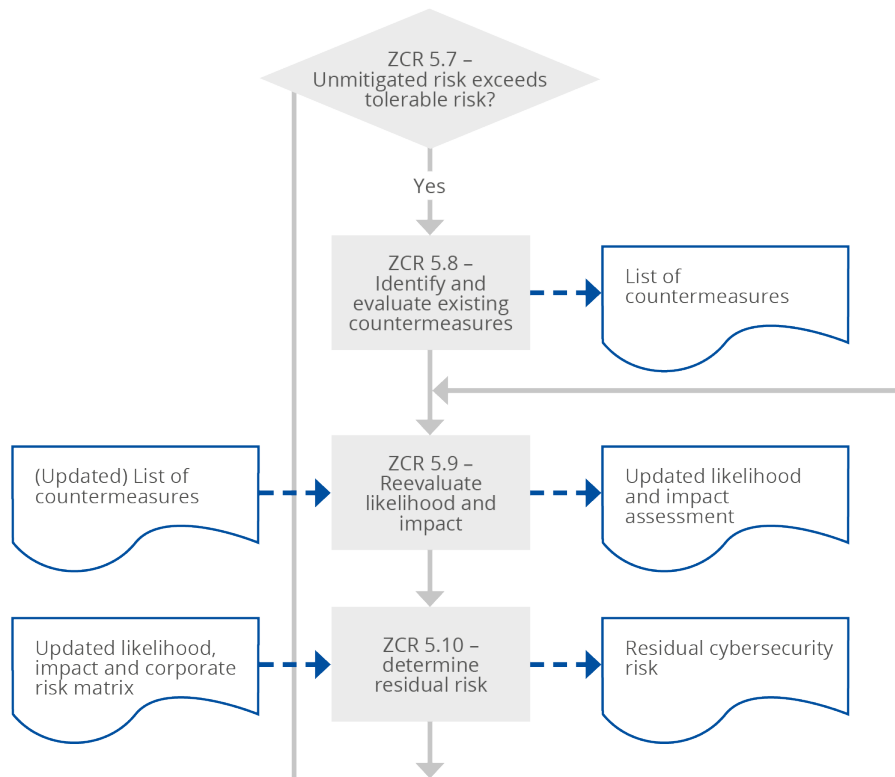 ZCR 5.7 –
Unmitigated risk exceeds
tolerable risk?
Yes
ZCR 5.8 –
Identify and
evaluate existing
countermeasures
List of
countermeasures
(Updated) List of
countermeasures
ZCR 5.9 –
Reevaluate
likelihood and
impact
Updated likelihood
and impact
assessment
Updated likelihood,
impact and corporate
risk matrix
ZCR 5.10 –
determine
residual risk
Residual cybersecurity
risk